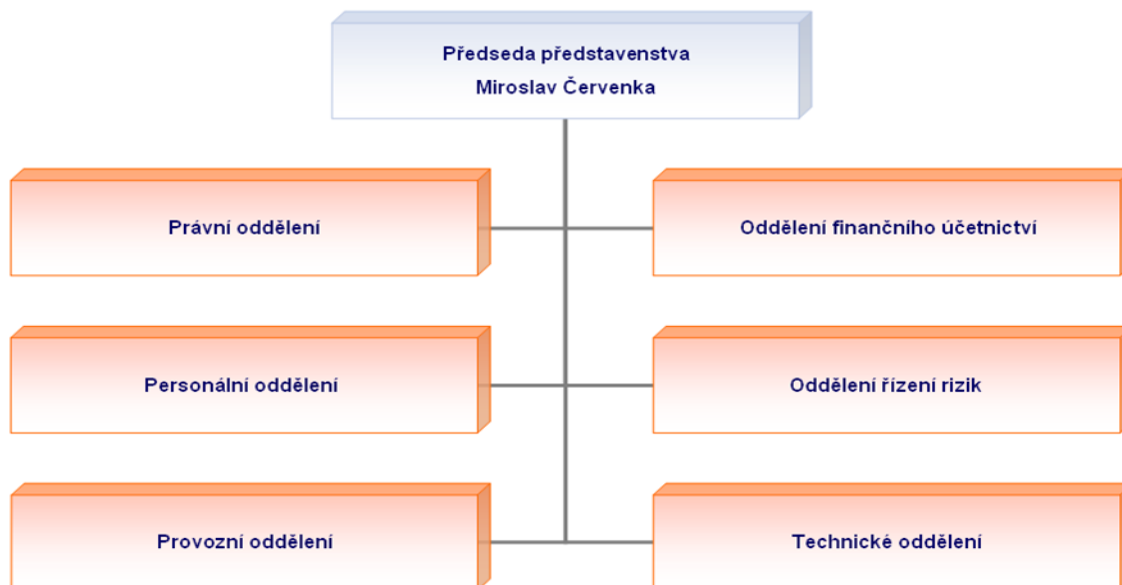 Předseda představenstva
Miroslav Červenka
Právní oddělení
Oddělení finančního účetnictví
Personální oddělení
Oddělení řízení rizik
Provozní oddělení
Technické oddělení